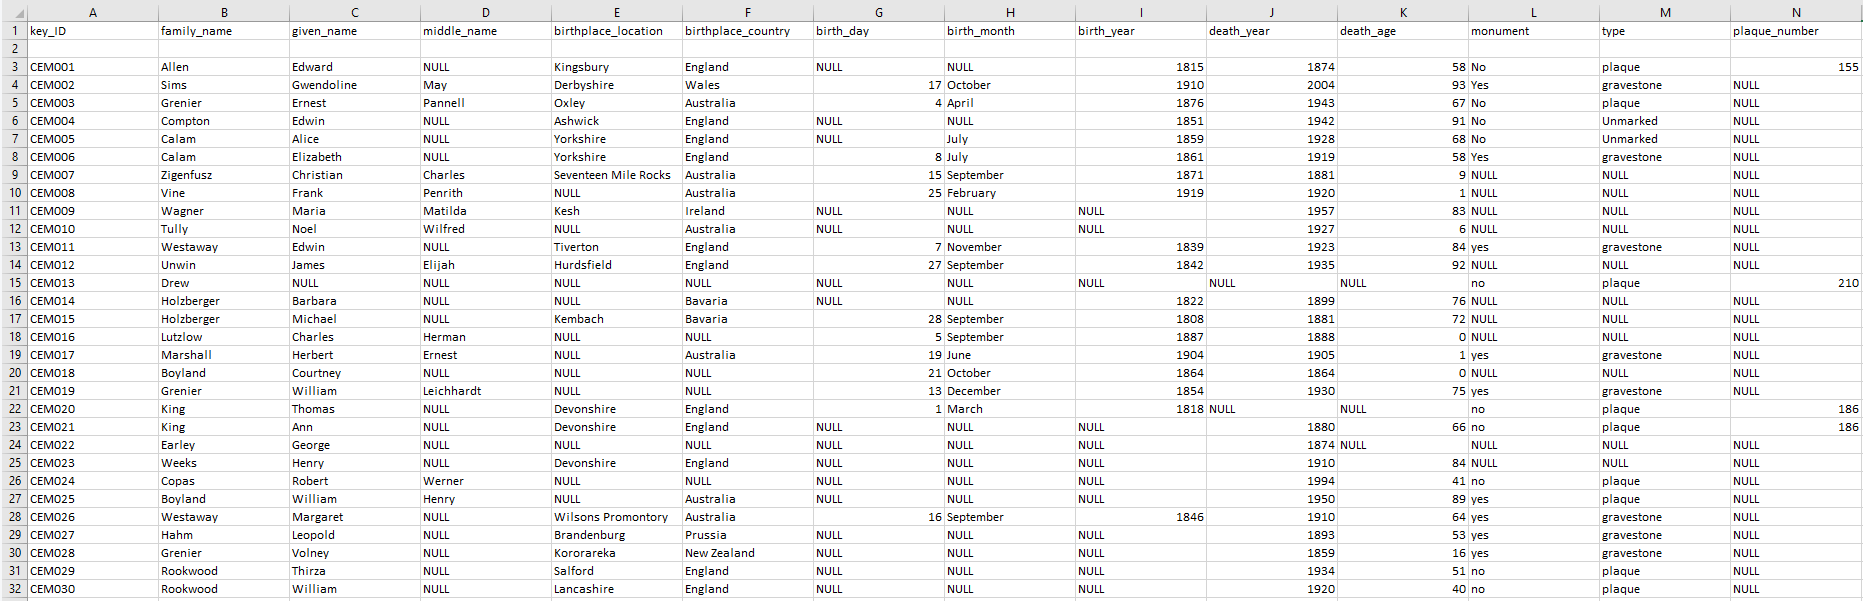 A B C D E F G H I J K L M N
1 key_ID family_name given_name middle_name birthplace_location birthplace_country birth_day birth_month birth_year death_year death_age monument type plaque_number
2
3 CEM001 Allen Edward NULL Kingsbury England NULL NULL 1815 1874 58 No plaque 155
4 CEM002 Sims Gwendoline May Derbyshire Wales 17 October 1910 2004 93 Yes gravestone NULL
5 CEM003 Grenier Ernest Pannell Oxley Australia 4 April 1876 1943 67 No plaque NULL
6 CEM004 Compton Edwin NULL Ashwick England NULL NULL 1851 1942 91 No Unmarked NULL
7 CEM005 Calam Alice NULL Yorkshire England NULL July 1859 1928 68 No Unmarked NULL
8 CEM006 Calam Elizabeth NULL Yorkshire England 8 July 1861 1919 58 Yes gravestone NULL
9 CEM007 Zigenfusz Christian Charles Seventeen Mile Rocks Australia 15 September 1871 1881 9 NULL NULL NULL
10 CEM008 Vine Frank Penrith NULL Australia 25 February 1919 1920 1 NULL NULL NULL
11 CEM009 Wagner Maria Matilda Kesh Ireland NULL NULL NULL 1957 83 NULL NULL NULL
12 CEM010 Tully Noel Wilfred NULL Australia NULL NULL NULL 1927 6 NULL NULL NULL
13 CEM011 Westaway Edwin NULL Tiverton England 7 November 1839 1923 84 yes gravestone NULL
14 CEM012 Unwin James Elijah Hurdsfield England 27 September 1842 1935 92 NULL NULL NULL
15 CEM013 Drew NULL NULL NULL NULL NULL NULL NULL NULL NULL no plaque 210
16 CEM014 Holzberger Barbara NULL NULL Bavaria NULL NULL 1822 1899 76 NULL NULL NULL
17 CEM015 Holzberger Michael NULL Kembach Bavaria 28 September 1808 1881 72 NULL NULL NULL
18 CEM016 Lutzlow Charles Herman NULL NULL 5 September 1887 1888 0 NULL NULL NULL
19 CEM017 Marshall Herbert Ernest NULL Australia 19 June 1904 1905 1 yes gravestone NULL
20 CEM018 Boyland Courtney NULL NULL NULL 21 October 1864 1864 0 NULL NULL NULL
21 CEM019 Grenier William Leichhardt NULL NULL 13 December 1854 1930 75 yes gravestone NULL
22 CEM020 King Thomas NULL Devonshire England 1 March 1818 NULL NULL no plaque 186
23 CEM021 King Ann NULL Devonshire England NULL NULL NULL 1880 66 no plaque 186
24 CEM022 Earley George NULL NULL NULL NULL NULL NULL 1874 NULL NULL NULL NULL
25 CEM023 Weeks Henry NULL Devonshire England NULL NULL NULL 1910 84 NULL NULL NULL
26 CEM024 Copas Robert Werner NULL NULL NULL NULL NULL 1994 41 no plaque NULL
27 CEM025 Boyland William Henry NULL Australia NULL NULL NULL 1950 89 yes plaque NULL
28 CEM026 Westaway Margaret NULL Wilsons Promontory Australia 16 September 1846 1910 64 yes gravestone NULL
29 CEM027 Hahm Leopold NULL Brandenburg Prussia NULL NULL NULL 1893 53 yes gravestone NULL
30 CEM028 Grenier Volney NULL Kororareka New Zealand NULL NULL NULL 1859 16 yes gravestone NULL
31 CEM029 Rookwood Thirza NULL Salford England NULL NULL NULL 1934 51 no plaque NULL
32 CEM030 Rookwood William NULL Lancashire England NULL NULL NULL 1920 40 no plaque NULL